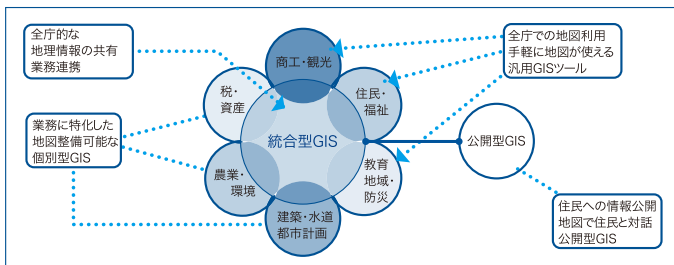 全庁的な
地理情報の共有
業務連携
商工・観光
全庁での地図利用
手軽に地図が使える
汎用GISツール
税・
資産
住民・
福祉
業務に特化した
地図整備可能な
個別型GIS
統合型GIS
公開型GIS
農業・
環境
教育
地域・
防災
建築・水道
都市計画
住民への情報公開
地図で住民と対話
公開型GIS